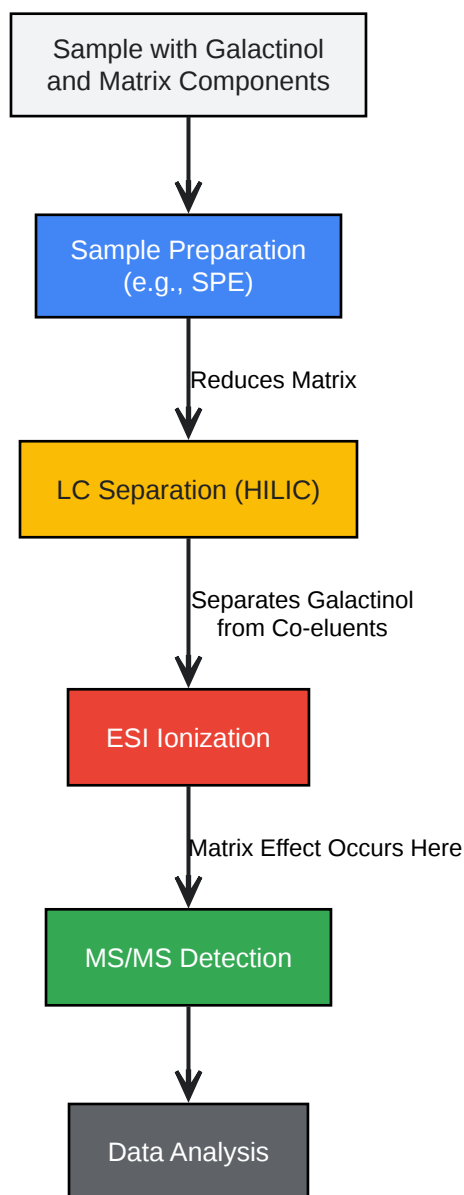 Sample with Galactinol
and Matrix Components
Sample Preparation
(e.g., SPE)
Reduces Matrix
LC Separation (HILIC)
Separates Galactinol
from Co-eluents
ESI Ionization
Matrix Effect Occurs Here
MS/MS Detection
Data Analysis